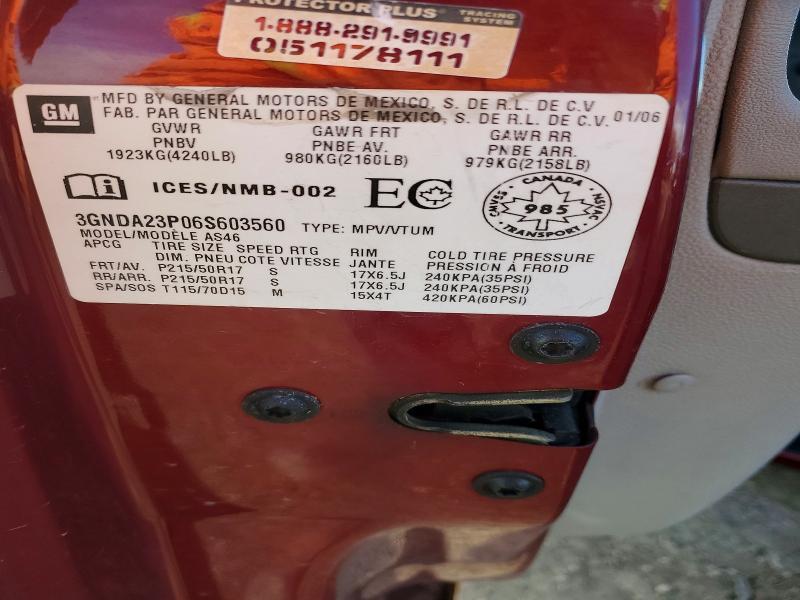 PROTECTOR PLUS TRACING SYSTEM
1-888-291-9991
051178111
GM
MFD BY GENERAL MOTORS DE MEXICO, S. DE R.L. DE C.V
FAB. PAR GENERAL MOTORS DE MEXICO, S. DE R.L. DE C.V. 01/06
GVWR GAWR FRT GAWR RR
PNBV PNBE AV. PNBE ARR.
1923KG(4240LB) 980KG(2160LB) 979KG(2158LB)
i ICES/NMB-002 EC
CANADA
985
TRANSPORT
3GNDA23P06S603560 TYPE: MPV/VTUM
MODEL/MODÈLE AS46
APCG TIRE SIZE SPEED RTG RIM COLD TIRE PRESSURE
DIM. PNEU COTE VITESSE JANTE PRESSION À FROID
FRT/AV. P215/50R17 S 17X6.5J 240KPA(35PSI)
RR/ARR. P215/50R17 S 17X6.5J 240KPA(35PSI)
SPA/SOS T115/70D15 M 15X4T 420KPA(60PSI)